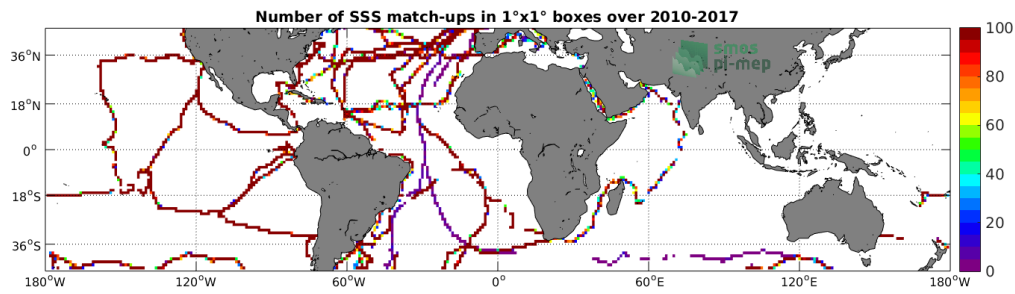 Number of SSS match-ups in 1°x1° boxes over 2010-2017
smos
pi-mep
36°N
18°N
0°
18°S
36°S
180°W
120°W
60°W
0°
60°E
120°E
180°W
100
80
60
40
20
0